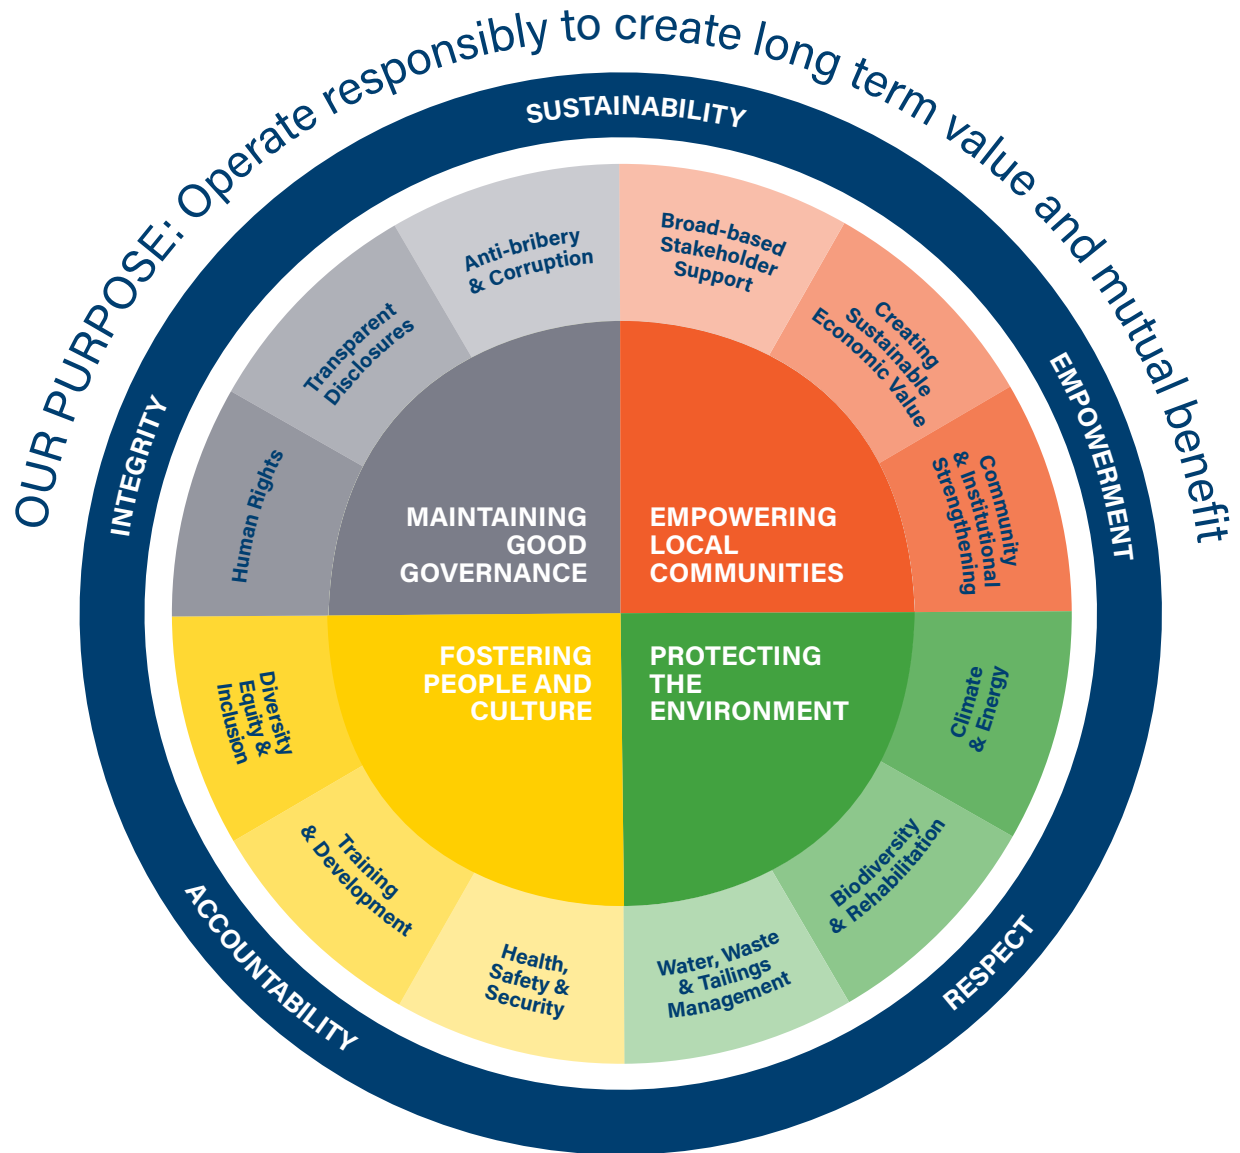 OUR PURPOSE: Operate responsibly to create long term value and mutual benefit
SUSTAINABILITY
EMPOWERMENT
RESPECT
ACCOUNTABILITY
INTEGRITY
Broad-based
Stakeholder
Support
Creating
Sustainable
Economic Value
Community
& Institutional
Strengthening
Climate
& Energy
Biodiversity
& Rehabilitation
Water, Waste
& Tailings
Management
Health,
Safety &
Security
Training
& Development
Diversity
Equity &
Inclusion
Human Rights
Transparent
Disclosures
Anti-bribery
& Corruption
MAINTAINING
GOOD
GOVERNANCE
EMPOWERING
LOCAL
COMMUNITIES
FOSTERING
PEOPLE AND
CULTURE
PROTECTING
THE
ENVIRONMENT